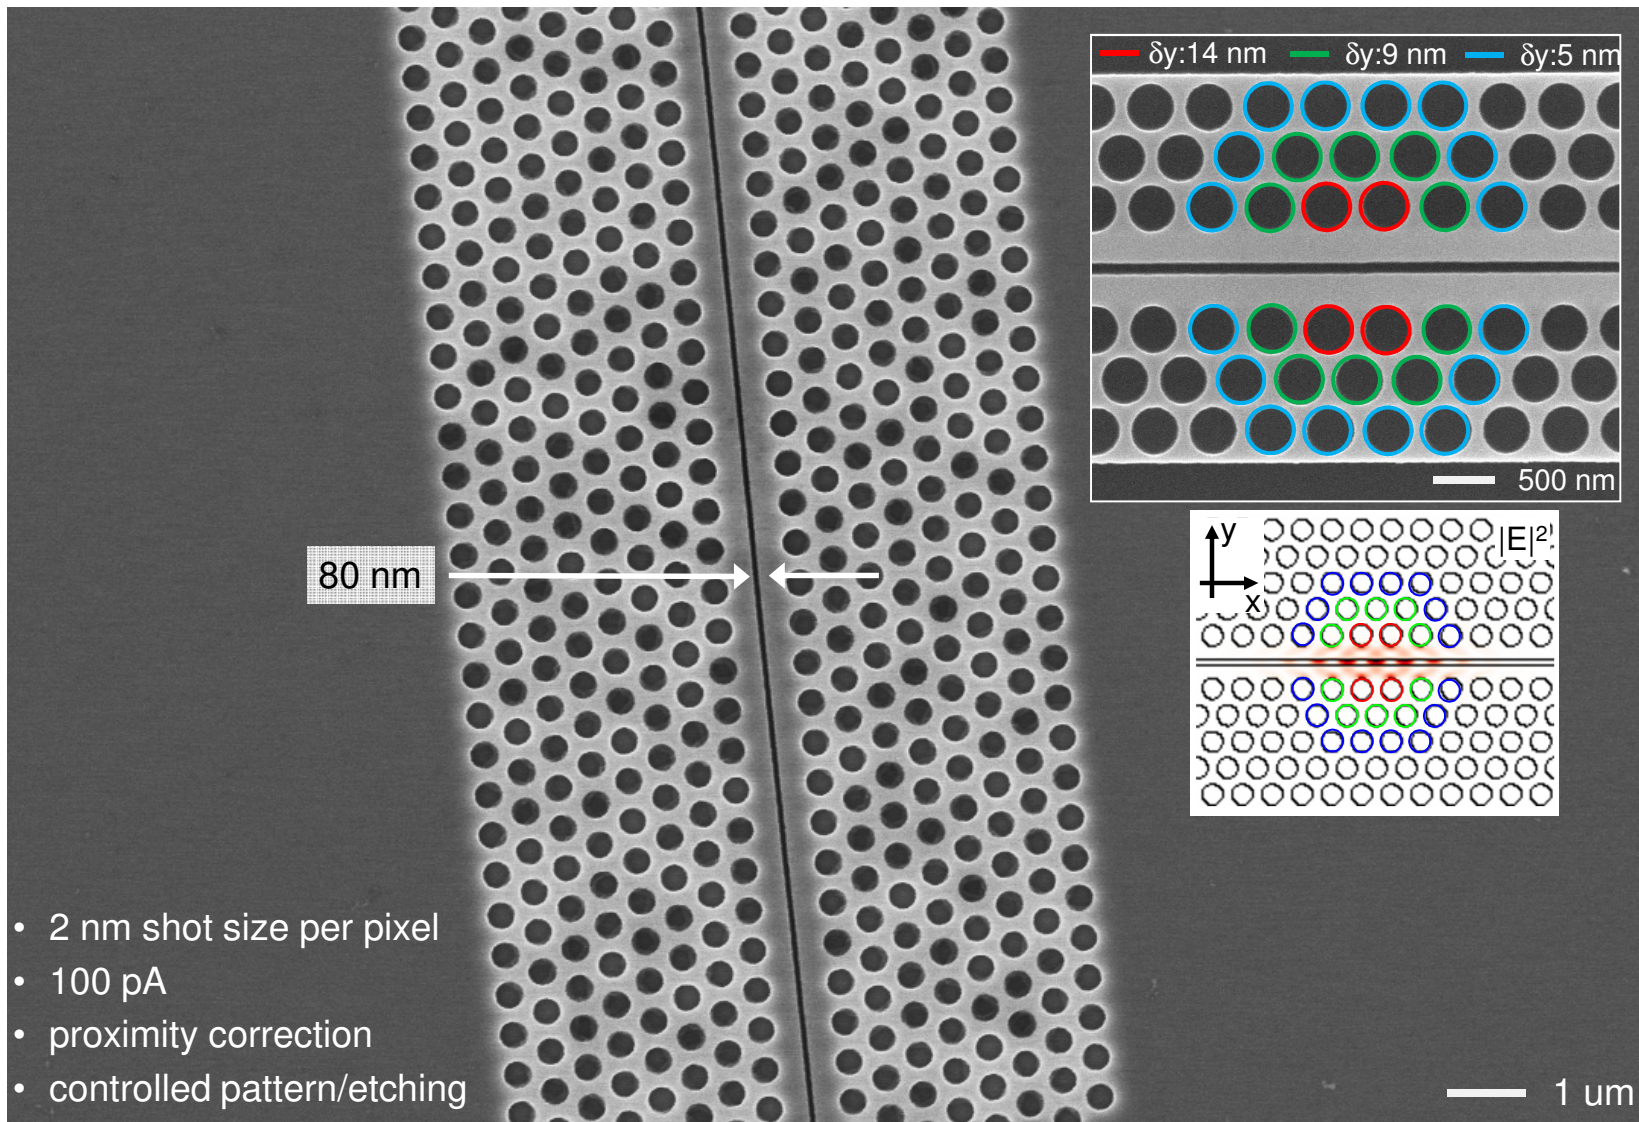 δy:14 nm δy:9 nm δy:5 nm
500 nm
y
|E|²
x
80 nm
• 2 nm shot size per pixel
• 100 pA
• proximity correction
• controlled pattern/etching
1 um